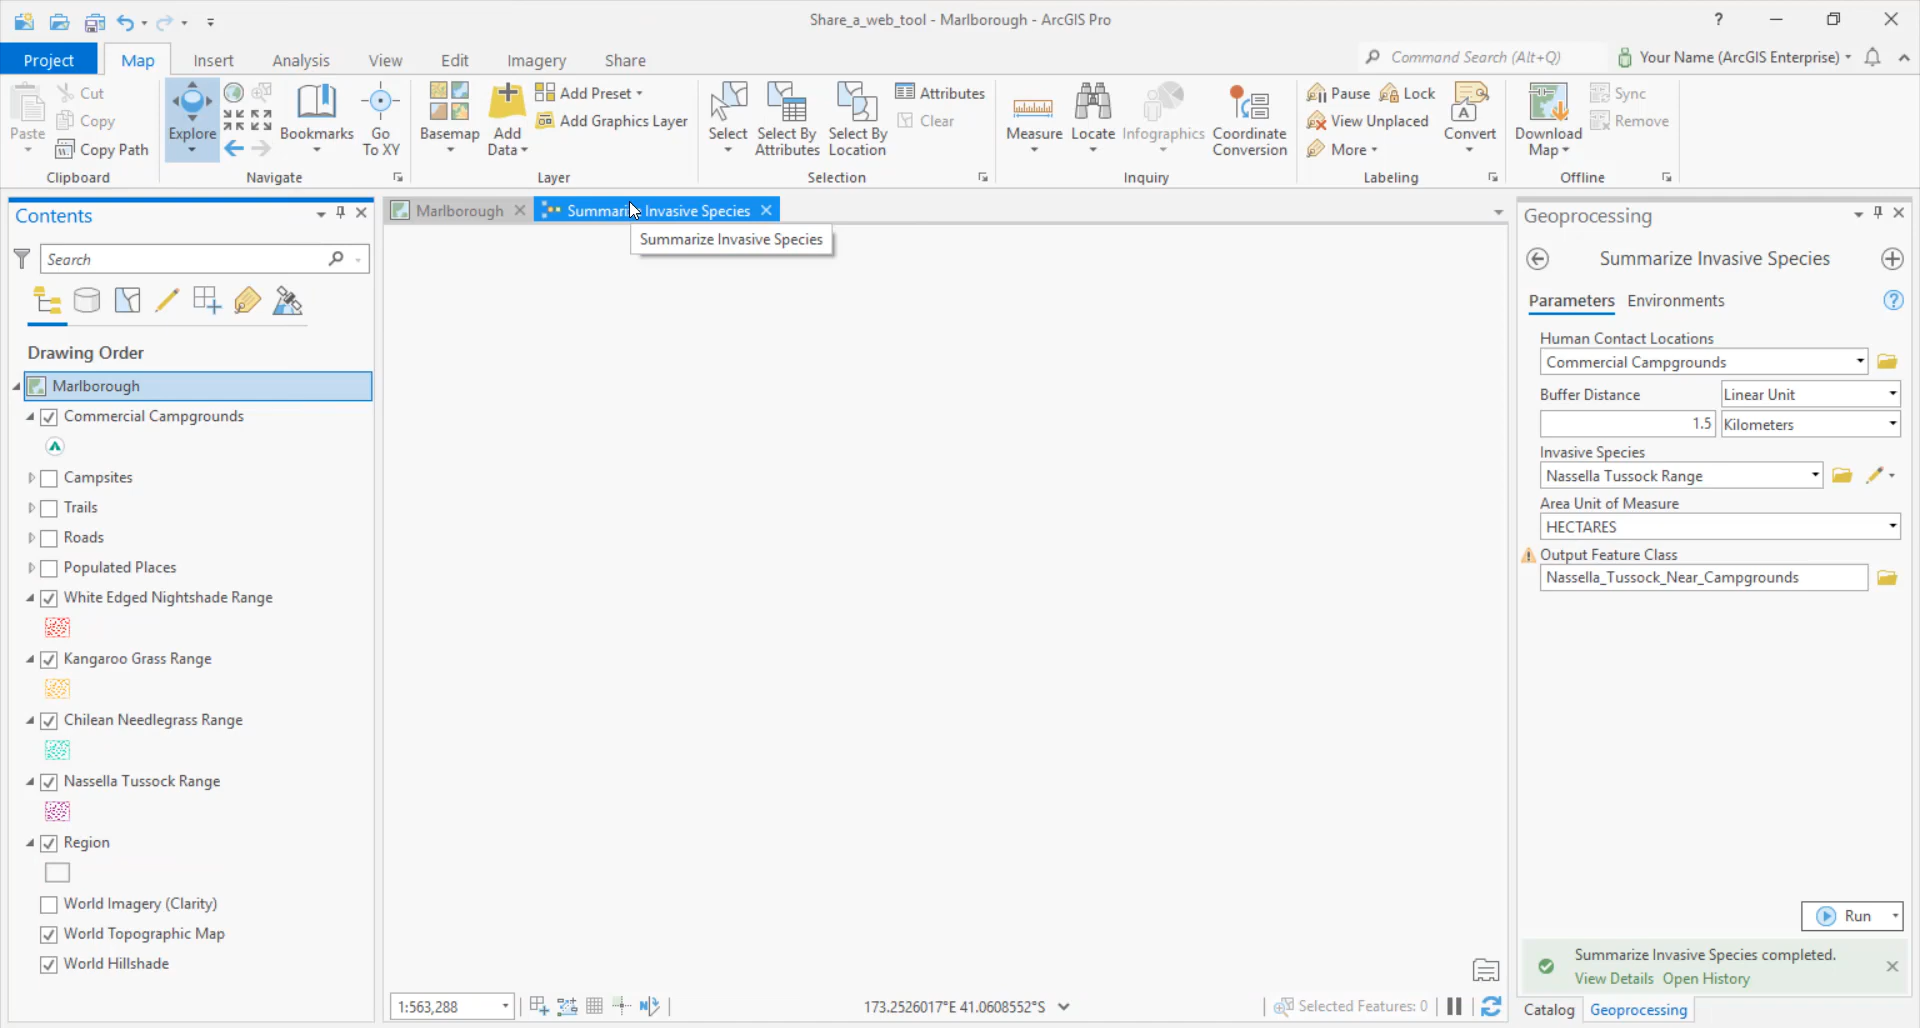 Share_a_web_tool - Marlborough - ArcGIS Pro
?
Project Map Insert Analysis View Edit Imagery Share
Command Search (Alt+Q)
Your Name (ArcGIS Enterprise)
Paste
Cut
Copy
Copy Path
Clipboard
Explore
Bookmarks
Go To XY
Navigate
Basemap
Add Data
Add Preset
Add Graphics Layer
Layer
Select
Select By Attributes
Select By Location
Attributes
Clear
Selection
Measure
Locate
Infographics
Coordinate Conversion
Inquiry
Pause
Lock
View Unplaced
More
Convert
Labeling
Download Map
Sync
Remove
Offline
Contents
Search
Drawing Order
Marlborough
Commercial Campgrounds
Campsites
Trails
Roads
Populated Places
White Edged Nightshade Range
Kangaroo Grass Range
Chilean Needlegrass Range
Nassella Tussock Range
Region
World Imagery (Clarity)
World Topographic Map
World Hillshade
Marlborough
Summarize Invasive Species
Summarize Invasive Species
1:563,288
173.2526017°E 41.0608552°S
Selected Features: 0
Geoprocessing
Summarize Invasive Species
Parameters Environments
?
Human Contact Locations
Commercial Campgrounds
Buffer Distance
Linear Unit
1.5
Kilometers
Invasive Species
Nassella Tussock Range
Area Unit of Measure
HECTARES
Output Feature Class
Nassella_Tussock_Near_Campgrounds
Run
Summarize Invasive Species completed.
View Details Open History
Catalog Geoprocessing